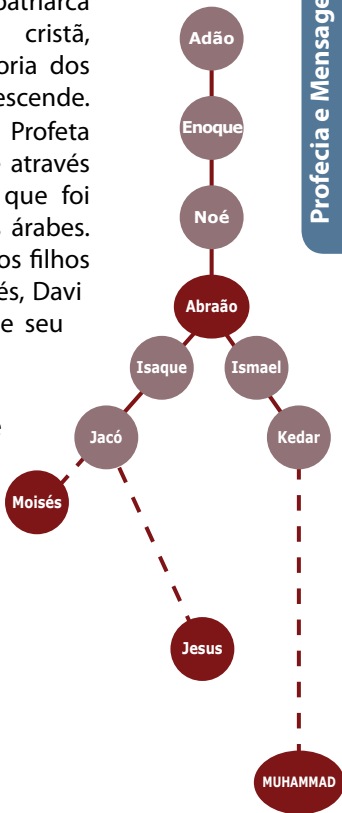 patriarca
cristã,
oria dos
escende.
Profeta
através
que foi
árabes.
os filhos
és, Davi
e seu
e
Profecia e Mensage
Adão
Enoque
Noé
Abraão
Isaque
Ismael
Jacó
Kedar
Moisés
Jesus
MUHAMMAD